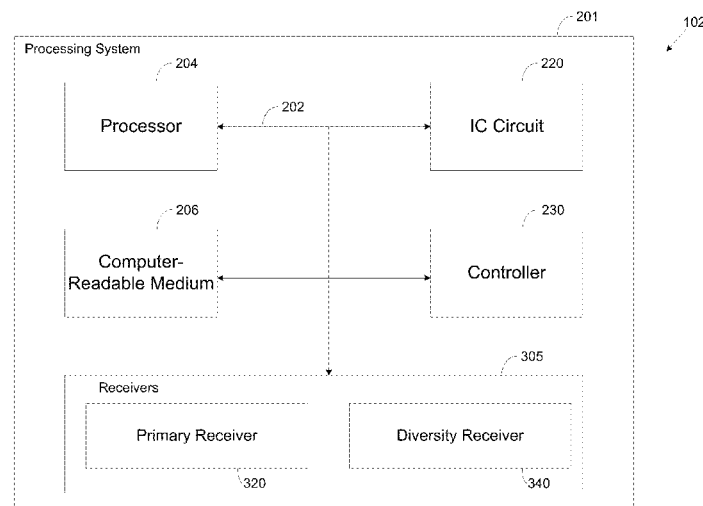 201
102
Processing System
204
220
Processor
202
IC Circuit
206
230
Computer-
Readable Medium
Controller
305
Receivers
Primary Receiver
Diversity Receiver
320
340